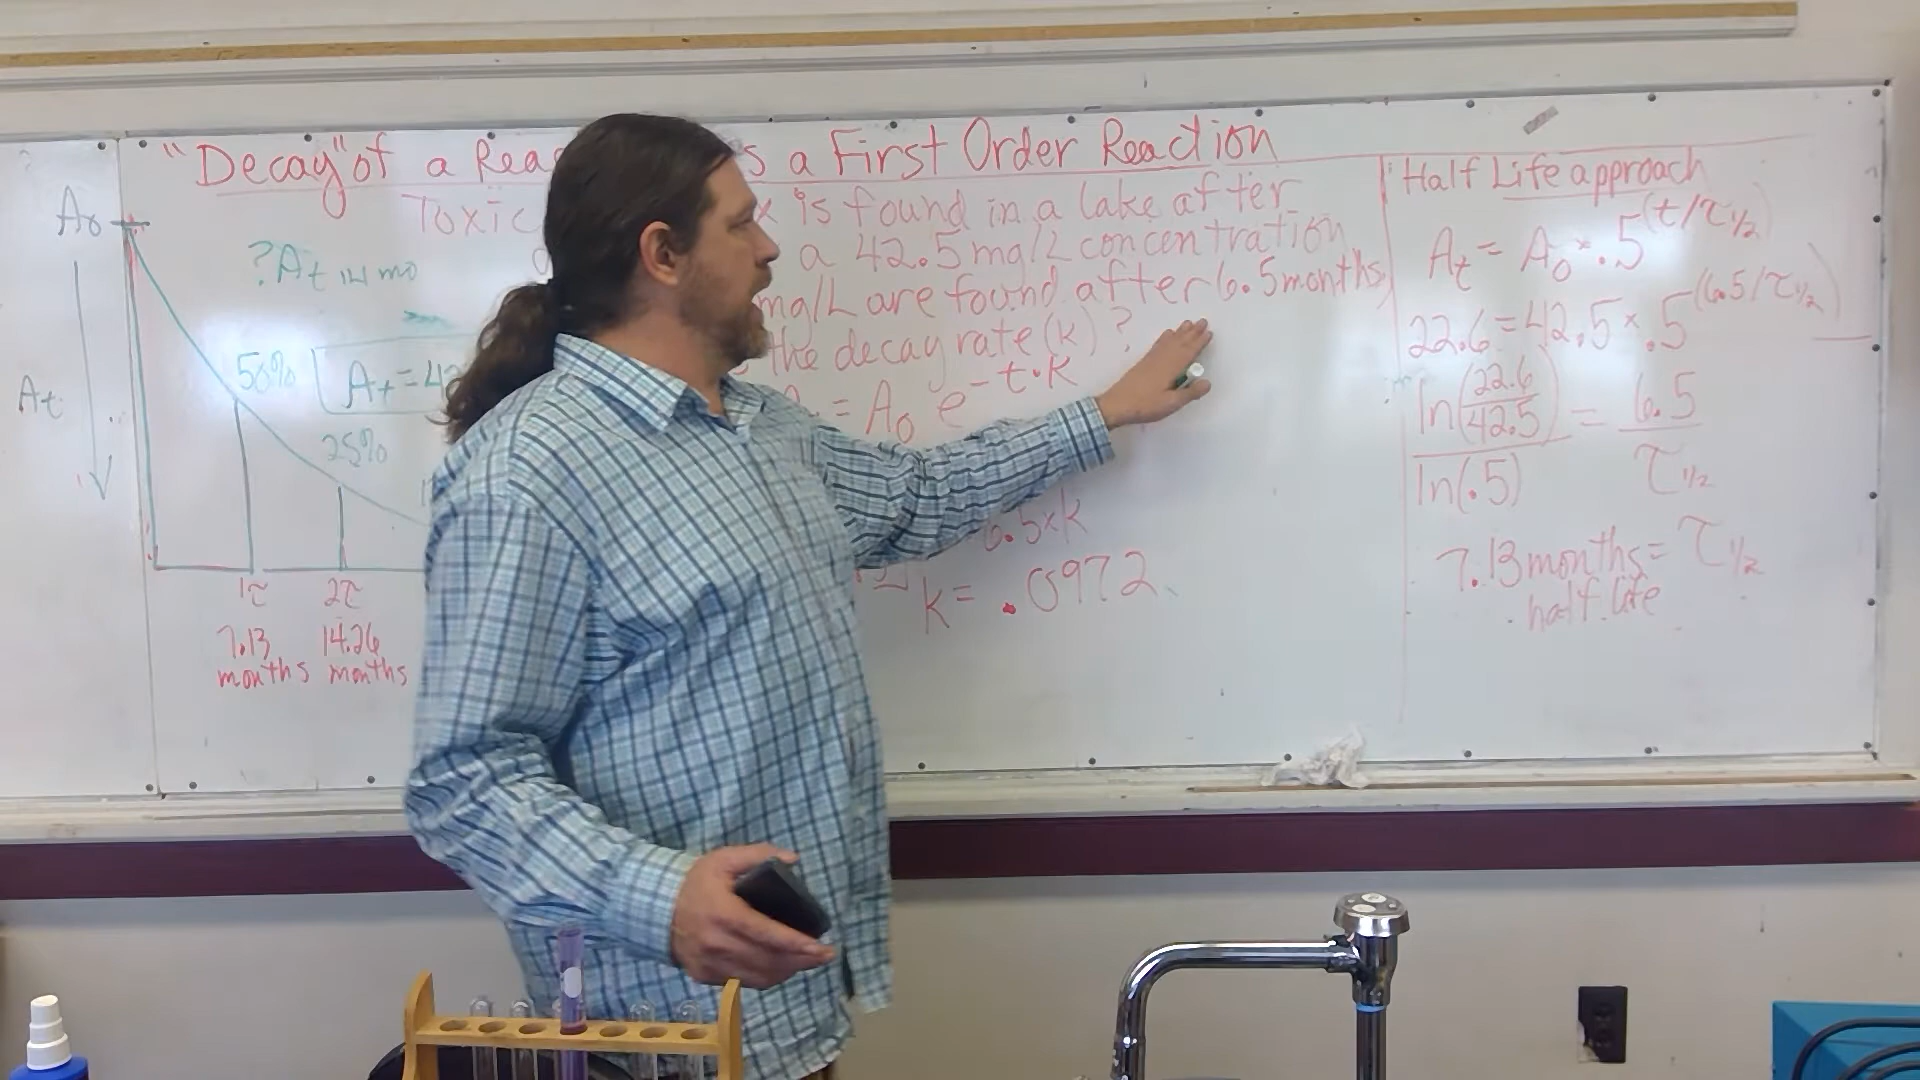 "Decay" of a Reac s a First Order Reaction
Toxic x is found in a lake after
a 42.5 mg/L concentration
mg/L are found after 6.5 months
the decay rate (k)?
= A₀ e^-t·k
6.5×k
k = .0972
A₀
At
?At in mo
50%
At = 42
25%
1τ 2τ
7.13 14.26
months months
Half Life approach
At = A₀ * .5^(t/τ½)
22.6 = 42.5 × .5^(6.5/τ½)
ln(22.6/42.5) = 6.5
ln(.5) τ½
7.13 months = τ½
half life